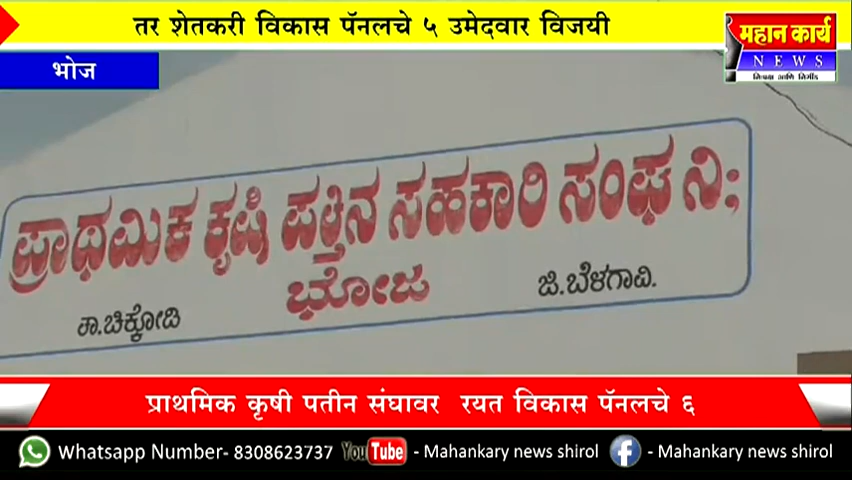 तर शेतकरी विकास पॅनलचे ५ उमेदवार विजयी
महान कार्य
NEWS
भोज
ಪ್ರಾಥಮಿಕ ಕೃಷಿ ಪತ್ತಿನ ಸಹಕಾರಿ ಸಂಘ ನಿ;
ಭೋಜ
ತಾ.ಚಿಕ್ಕೋಡಿ
ಜಿ.ಬೆಳಗಾವಿ.
प्राथमिक कृषी पतीन संघावर रयत विकास पॅनलचे ६
Whatsapp Number- 8308623737 YouTube - Mahankary news shirol f - Mahankary news shirol